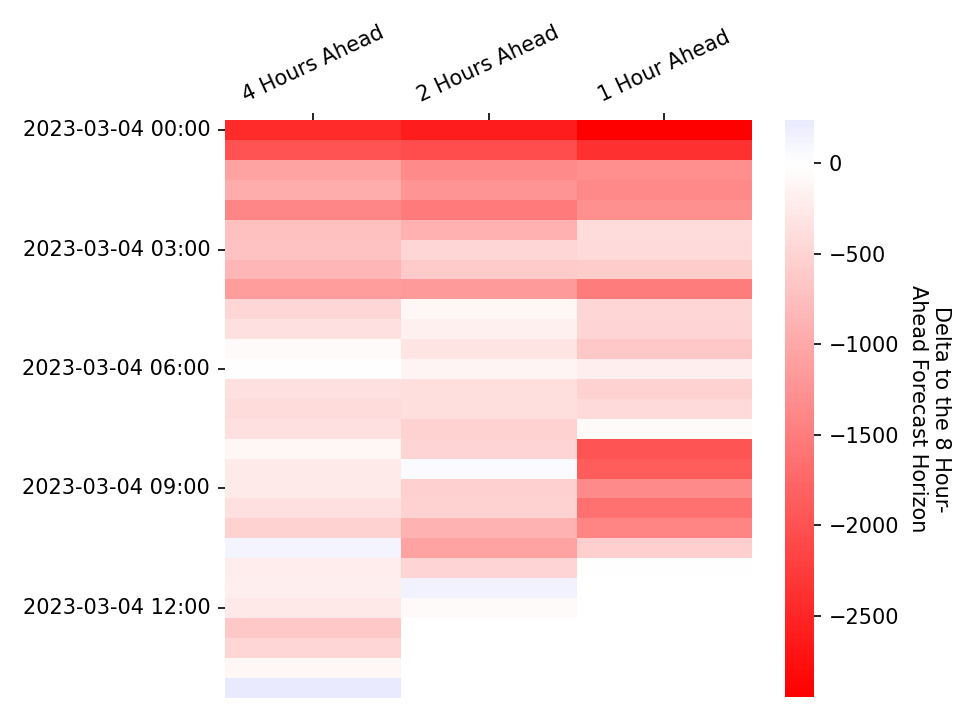 4 Hours Ahead
2 Hours Ahead
1 Hour Ahead
2023-03-04 00:00
2023-03-04 03:00
2023-03-04 06:00
2023-03-04 09:00
2023-03-04 12:00
0
−500
−1000
−1500
−2000
−2500
Delta to the 8 Hour-
Ahead Forecast Horizon